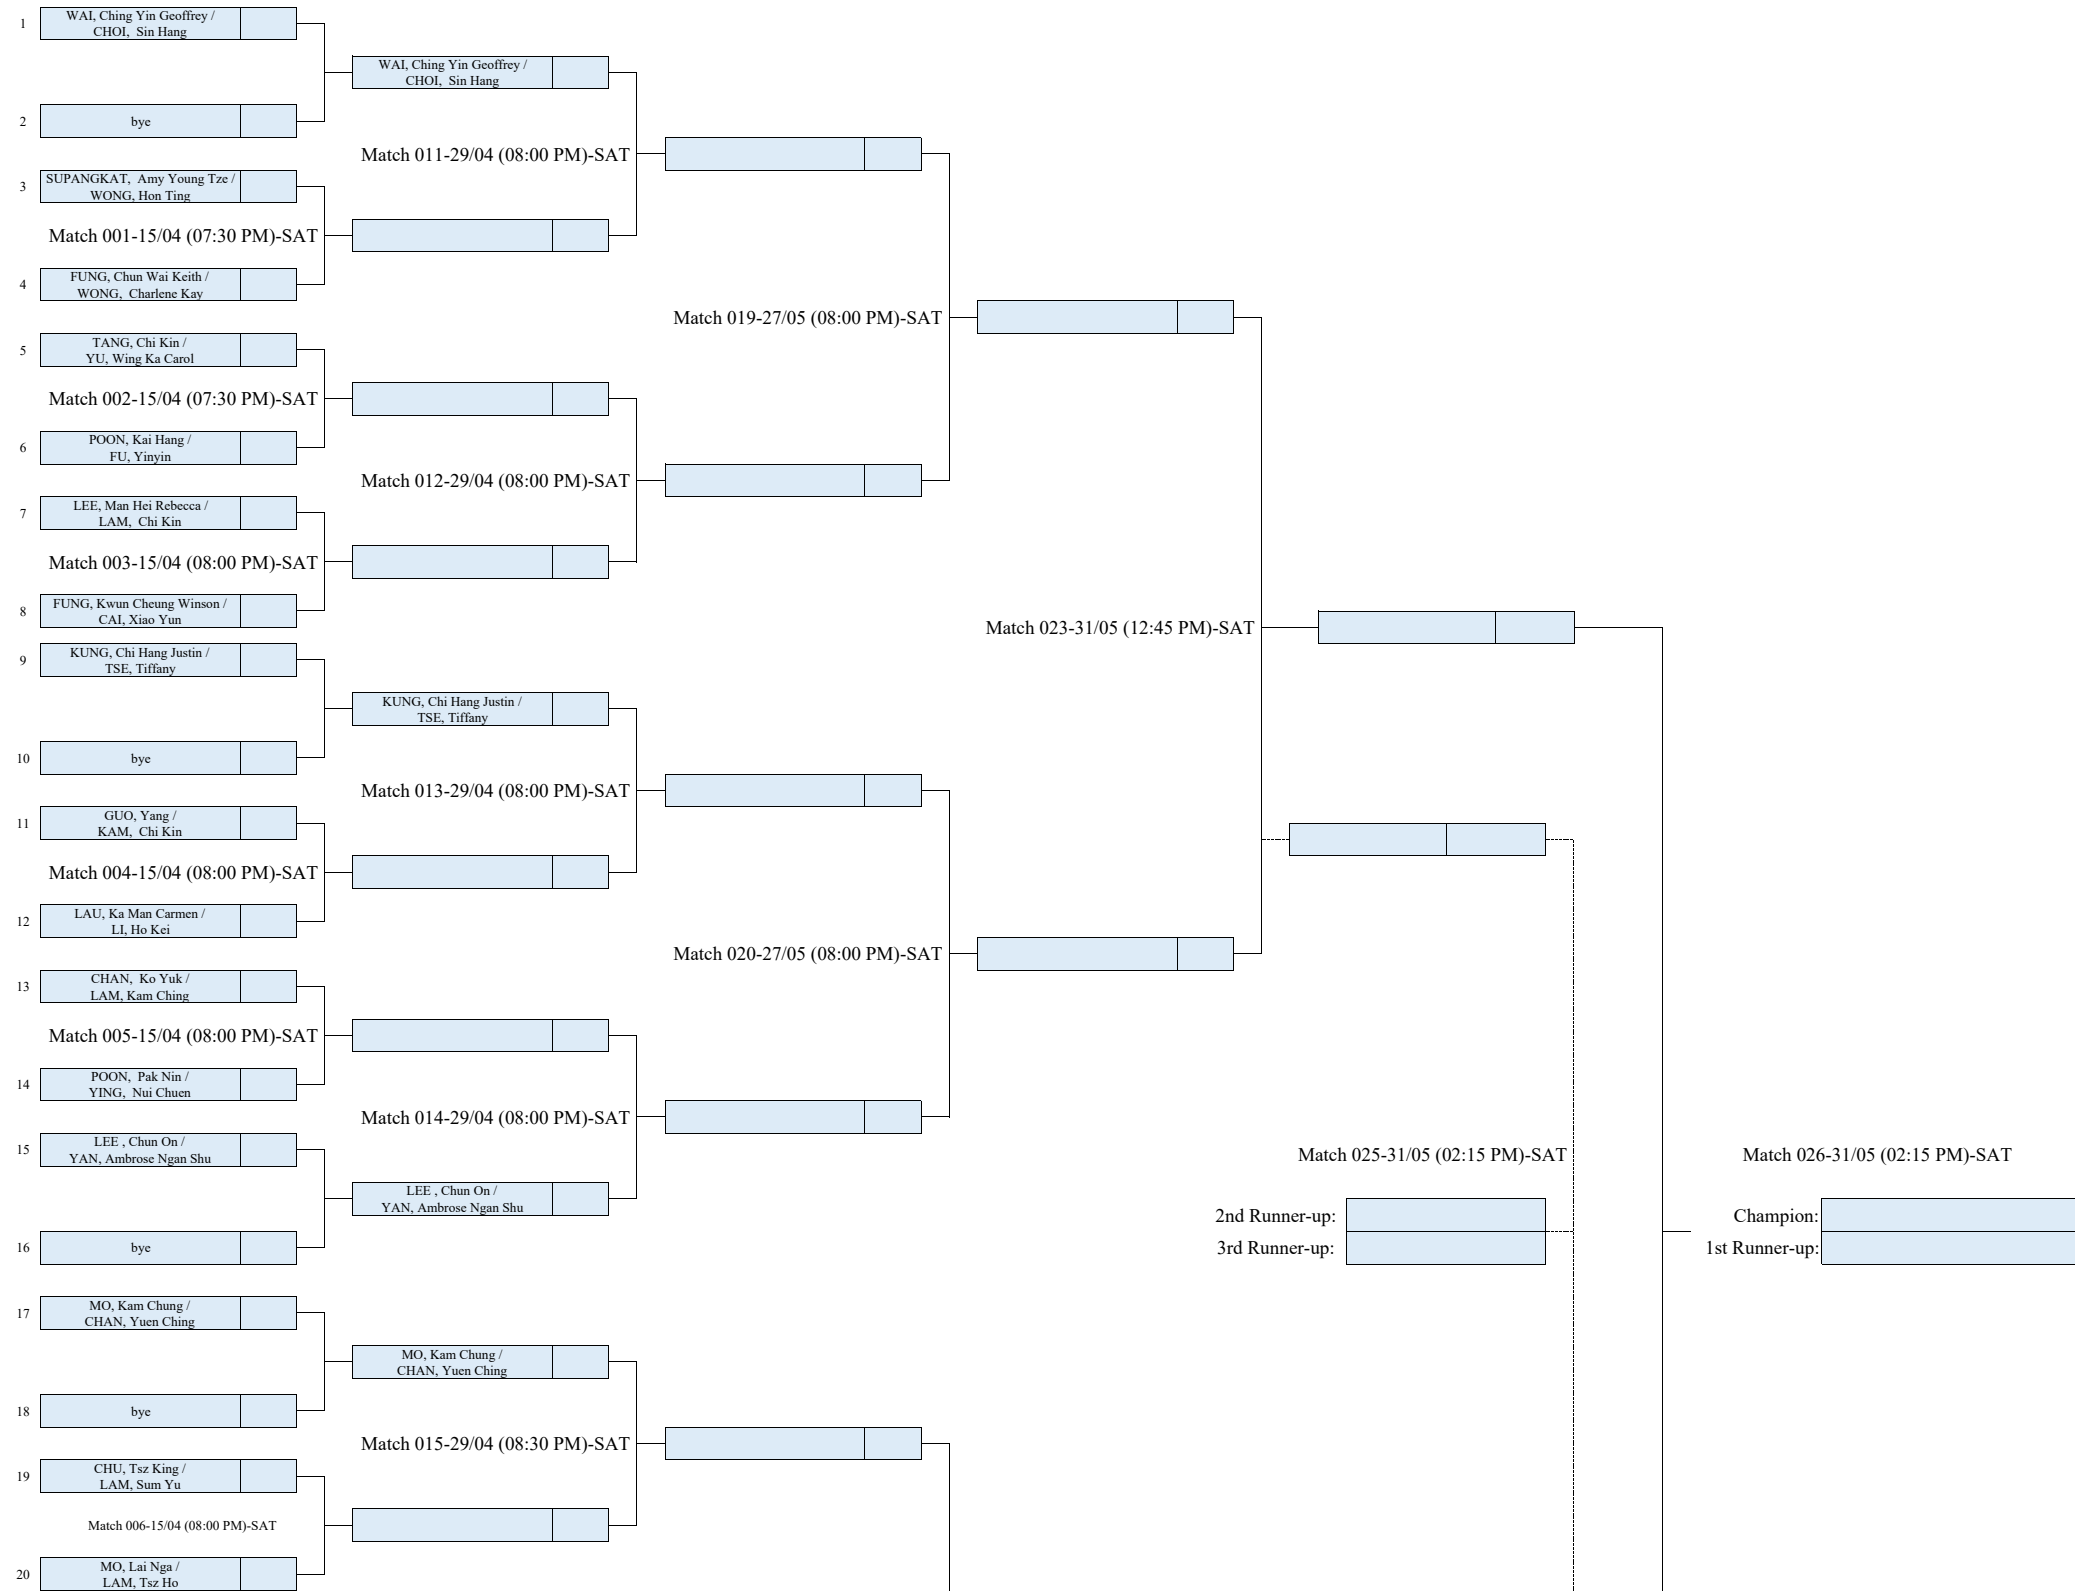 1
WAI, Ching Yin Geoffrey /
CHOI, Sin Hang
WAI, Ching Yin Geoffrey /
CHOI, Sin Hang
2
bye
Match 011-29/04 (08:00 PM)-SAT
3
SUPANGKAT, Amy Young Tze /
WONG, Hon Ting
Match 001-15/04 (07:30 PM)-SAT
4
FUNG, Chun Wai Keith /
WONG, Charlene Kay
Match 019-27/05 (08:00 PM)-SAT
5
TANG, Chi Kin /
YU, Wing Ka Carol
Match 002-15/04 (07:30 PM)-SAT
6
POON, Kai Hang /
FU, Yinyin
Match 012-29/04 (08:00 PM)-SAT
7
LEE, Man Hei Rebecca /
LAM, Chi Kin
Match 003-15/04 (08:00 PM)-SAT
8
FUNG, Kwun Cheung Winson /
CAI, Xiao Yun
Match 023-31/05 (12:45 PM)-SAT
9
KUNG, Chi Hang Justin /
TSE, Tiffany
KUNG, Chi Hang Justin /
TSE, Tiffany
10
bye
Match 013-29/04 (08:00 PM)-SAT
11
GUO, Yang /
KAM, Chi Kin
Match 004-15/04 (08:00 PM)-SAT
12
LAU, Ka Man Carmen /
LI, Ho Kei
Match 020-27/05 (08:00 PM)-SAT
13
CHAN, Ko Yuk /
LAM, Kam Ching
Match 005-15/04 (08:00 PM)-SAT
14
POON, Pak Nin /
YING, Nui Chuen
Match 014-29/04 (08:00 PM)-SAT
15
LEE , Chun On /
YAN, Ambrose Ngan Shu
Match 025-31/05 (02:15 PM)-SAT
Match 026-31/05 (02:15 PM)-SAT
LEE , Chun On /
YAN, Ambrose Ngan Shu
2nd Runner-up:
Champion:
16
bye
3rd Runner-up:
1st Runner-up:
17
MO, Kam Chung /
CHAN, Yuen Ching
MO, Kam Chung /
CHAN, Yuen Ching
18
bye
Match 015-29/04 (08:30 PM)-SAT
19
CHU, Tsz King /
LAM, Sum Yu
Match 006-15/04 (08:00 PM)-SAT
20
MO, Lai Nga /
LAM, Tsz Ho